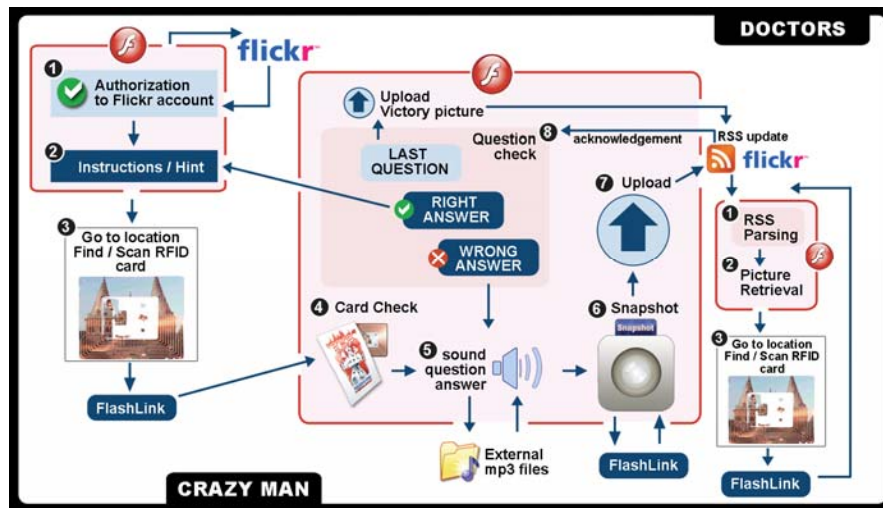 DOCTORS
flickr
1
Authorization
to Flickr account
2
Instructions / Hint
3
Go to location
Find / Scan RFID
card
FlashLink
CRAZY MAN
Upload
Victory picture
LAST
QUESTION
Question
check
8
acknowledgement
RIGHT
ANSWER
WRONG
ANSWER
4 Card Check
5 sound
question
answer
External
mp3 files
6 Snapshot
Snapshot
FlashLink
7 Upload
RSS update
flickr
1 RSS
Parsing
2 Picture
Retrieval
3 Go to location
Find / Scan RFID
card
FlashLink